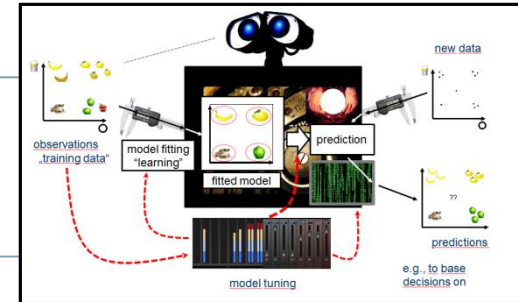 new data
observations
„training data“
model fitting
“learning”
fitted model
prediction
??
predictions
model tuning
e.g., to base
decisions on